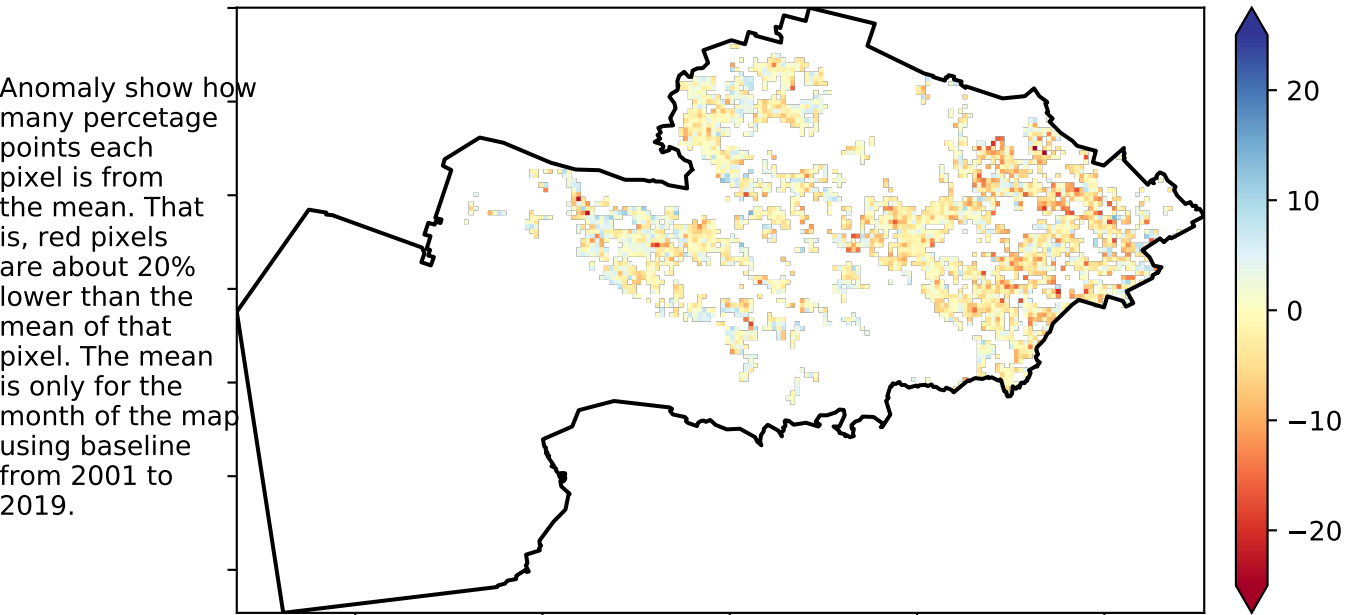 Anomaly show how
many percetage
points each
pixel is from
the mean. That
is, red pixels
are about 20%
lower than the
mean of that
pixel. The mean
is only for the
month of the map
using baseline
from 2001 to
2019.
20
10
0
−10
−20